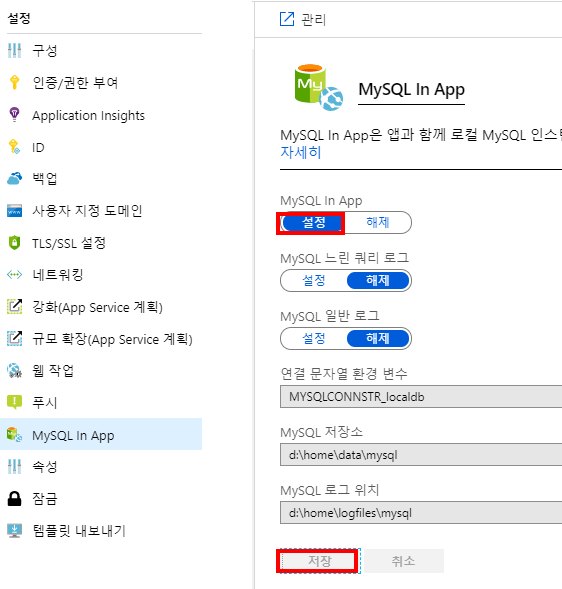 설정
구성
인증/권한 부여
Application Insights
ID
백업
사용자 지정 도메인
TLS/SSL 설정
네트워킹
강화(App Service 계획)
규모 확장(App Service 계획)
웹 작업
푸시
MySQL In App
속성
잠금
템플릿 내보내기
관리
My
MySQL In App
MySQL In App은 앱과 함께 로컬 MySQL 인스턴
자세히
MySQL In App
설정 해제
MySQL 느린 쿼리 로그
설정 해제
MySQL 일반 로그
설정 해제
연결 문자열 환경 변수
MYSQLCONNSTR_localdb
MySQL 저장소
d:\home\data\mysql
MySQL 로그 위치
d:\home\logfiles\mysql
저장 취소